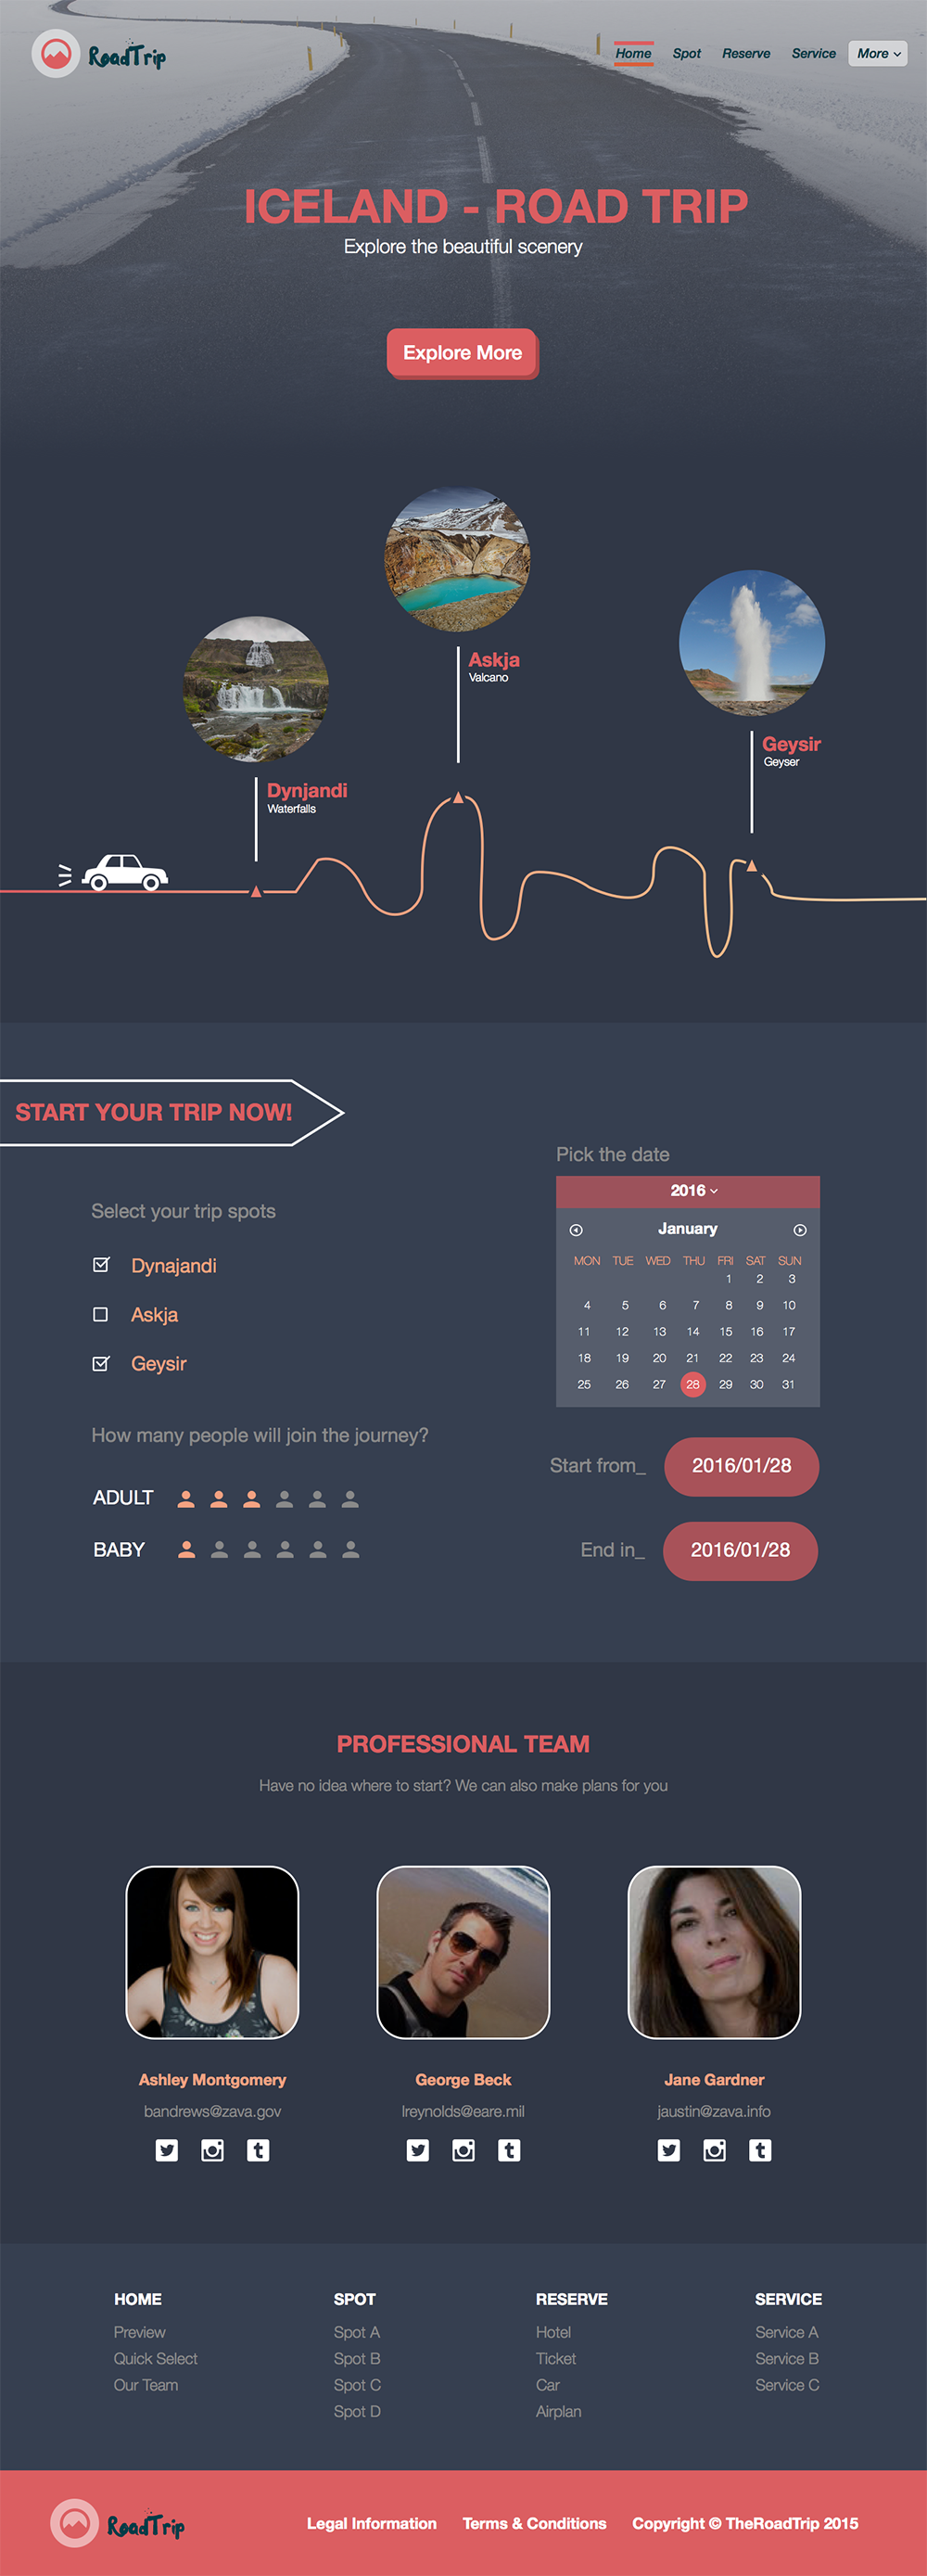 RoadTrip
Home Spot Reserve Service More
ICELAND - ROAD TRIP
Explore the beautiful scenery
Explore More
Askja
Valcano
Geysir
Geyser
Dynjandi
Waterfalls
START YOUR TRIP NOW!
Select your trip spots
Dynajandi
Askja
Geysir
How many people will join the journey?
ADULT
BABY
Pick the date
2016
January
MON TUE WED THU FRI SAT SUN
1 2 3
4 5 6 7 8 9 10
11 12 13 14 15 16 17
18 19 20 21 22 23 24
25 26 27 28 29 30 31
Start from_ 2016/01/28
End in_ 2016/01/28
PROFESSIONAL TEAM
Have no idea where to start? We can also make plans for you
Ashley Montgomery
bandrews@zava.gov
George Beck
lreynolds@eare.mil
Jane Gardner
jaustin@zava.info
HOME
Preview
Quick Select
Our Team
SPOT
Spot A
Spot B
Spot C
Spot D
RESERVE
Hotel
Ticket
Car
Airplan
SERVICE
Service A
Service B
Service C
RoadTrip
Legal Information Terms & Conditions Copyright © TheRoadTrip 2015